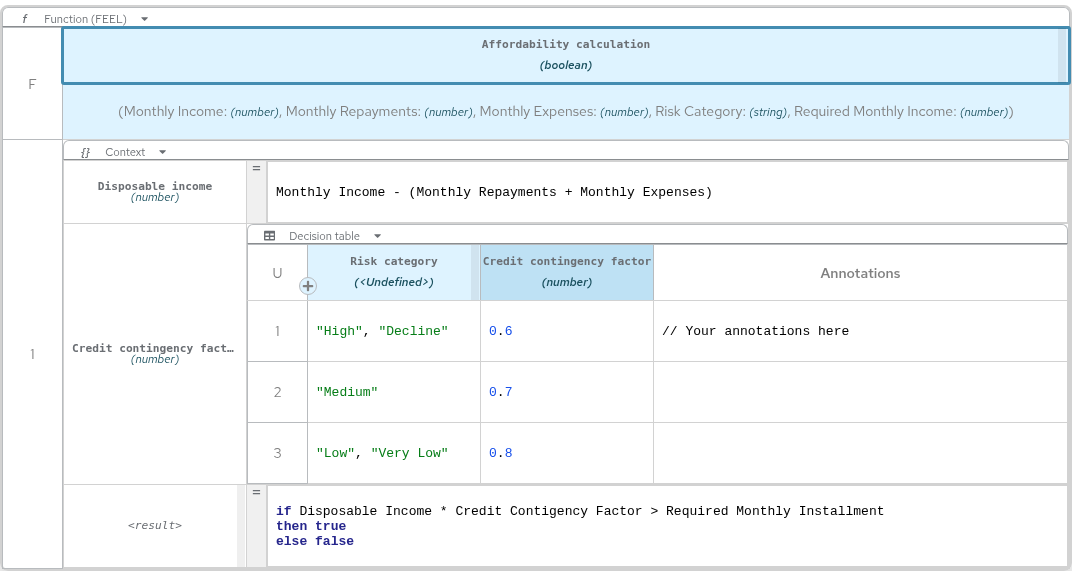 f Function (FEEL)
F
Affordability calculation
(boolean)
(Monthly Income: (number), Monthly Repayments: (number), Monthly Expenses: (number), Risk Category: (string), Required Monthly Income: (number))
1
{} Context
Disposable income
(number)
=
Monthly Income - (Monthly Repayments + Monthly Expenses)
Credit contingency fact…
(number)
Decision table
U
Risk category
(<Undefined>)
Credit contingency factor
(number)
Annotations
1 "High", "Decline" 0.6 // Your annotations here
2 "Medium" 0.7
3 "Low", "Very Low" 0.8
<result>
=
if Disposable Income * Credit Contigency Factor > Required Monthly Installment
then true
else false